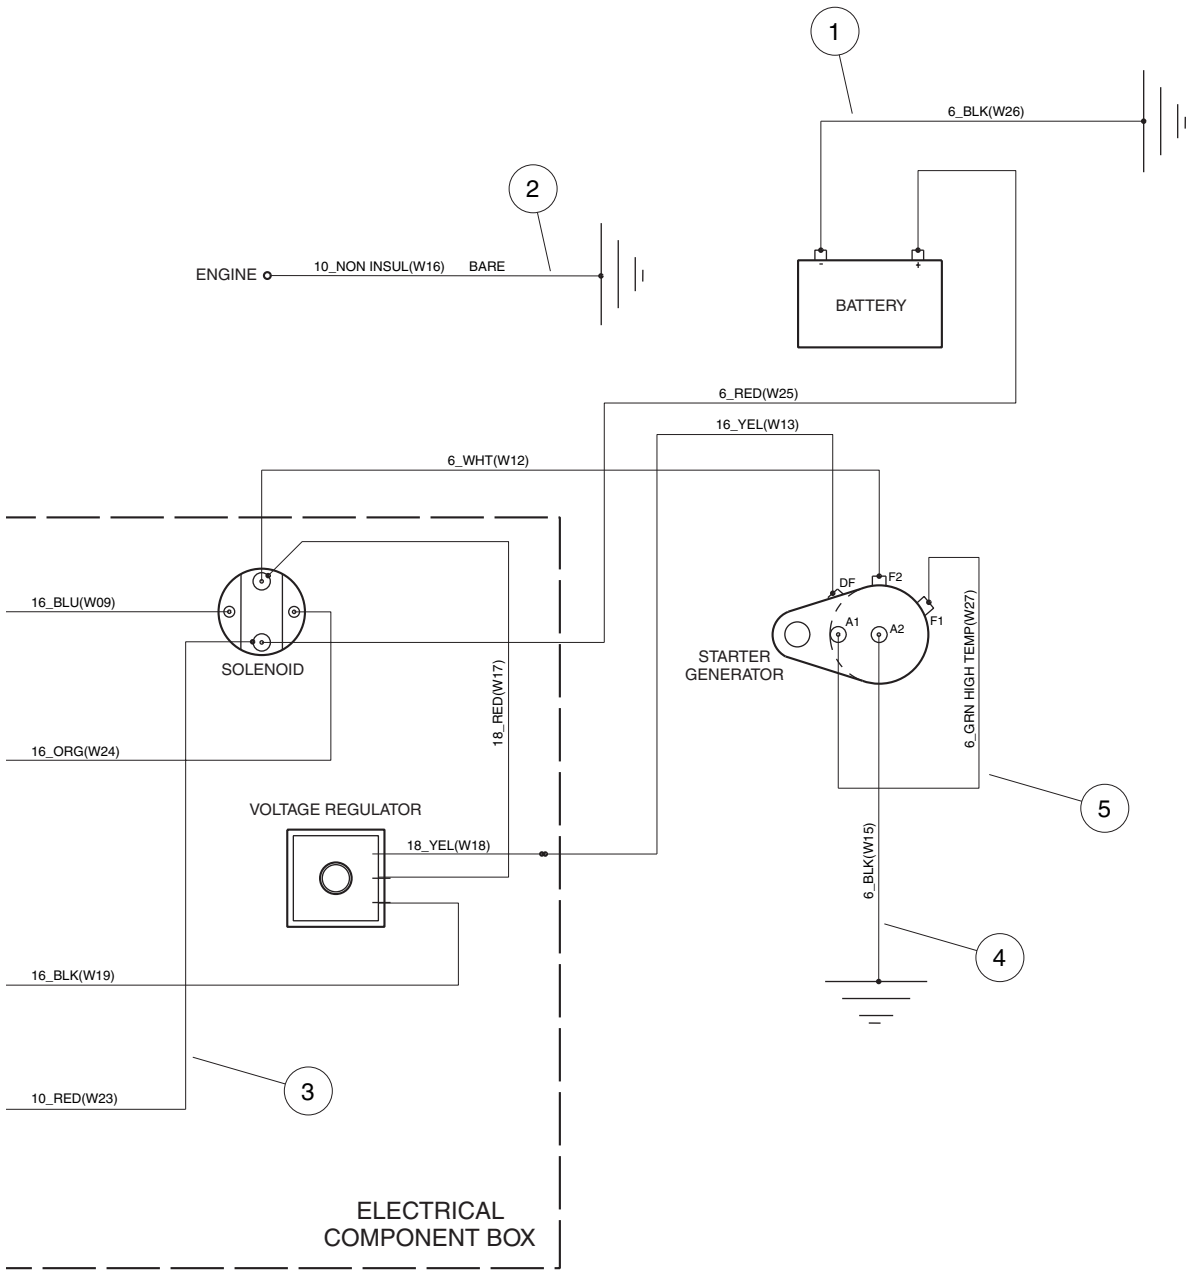 1
6_BLK(W26)
2
ENGINE
10_NON INSUL(W16) BARE
- +
BATTERY
6_RED(W25)
16_YEL(W13)
6_WHT(W12)
DF
F2
F1
A1
A2
16_BLU(W09)
SOLENOID
STARTER
GENERATOR
6_GRN HIGH TEMP(W27)
18_RED(W17)
16_ORG(W24)
VOLTAGE REGULATOR
5
18_YEL(W18)
6_BLK(W15)
4
16_BLK(W19)
3
10_RED(W23)
ELECTRICAL
COMPONENT BOX